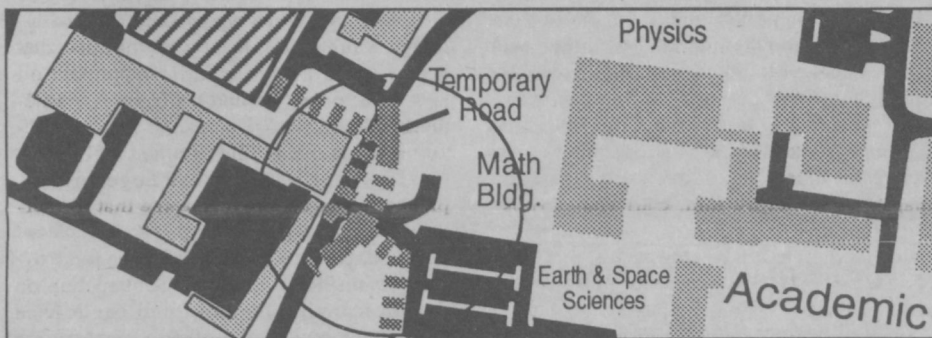 Physics
Temporary
Road
Math
Bldg.
Earth & Space
Sciences
Academic